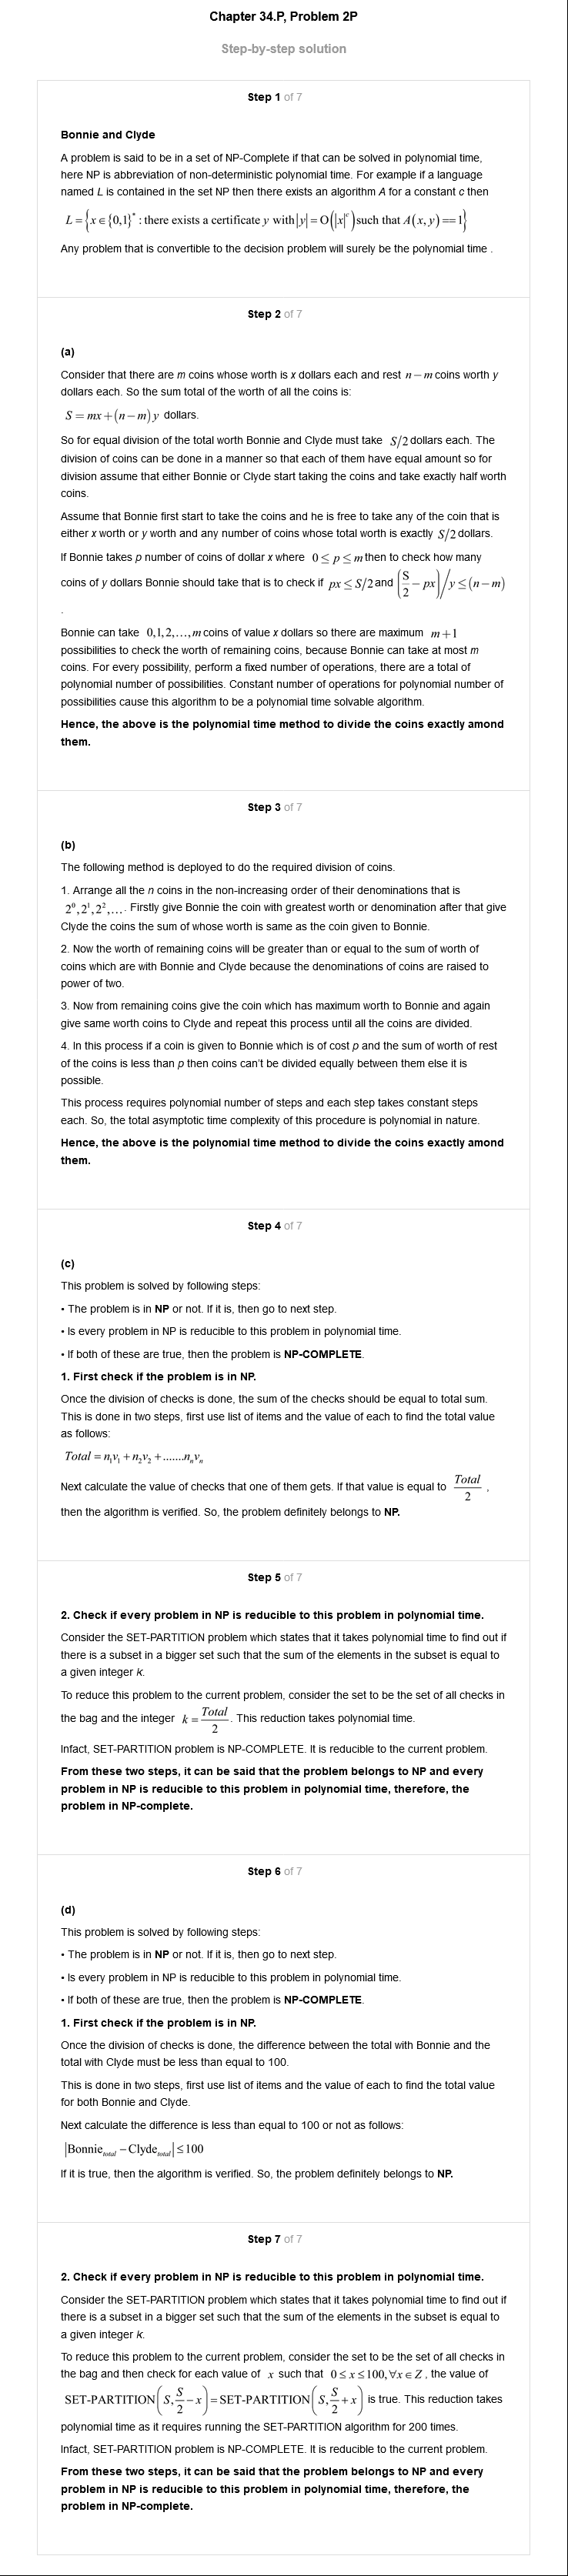 Chapter 34.P, Problem 2P
Step-by-step solution
Step 1 of 7
Bonnie and Clyde
A problem is said to be in a set of NP-Complete if that can be solved in polynomial time,
here NP is abbreviation of non-deterministic polynomial time. For example if a language
named L is contained in the set NP then there exists an algorithm A for a constant c then
L = {x ∈ {0,1}* : there exists a certificate y with |y| = O(|x|^c) such that A(x, y) == 1}
Any problem that is convertible to the decision problem will surely be the polynomial time .
Step 2 of 7
(a)
Consider that there are m coins whose worth is x dollars each and rest n − m coins worth y
dollars each. So the sum total of the worth of all the coins is:
S = mx + (n − m) y dollars.
So for equal division of the total worth Bonnie and Clyde must take S/2 dollars each. The
division of coins can be done in a manner so that each of them have equal amount so for
division assume that either Bonnie or Clyde start taking the coins and take exactly half worth
coins.
Assume that Bonnie first start to take the coins and he is free to take any of the coin that is
either x worth or y worth and any number of coins whose total worth is exactly S/2 dollars.
If Bonnie takes p number of coins of dollar x where 0 ≤ p ≤ m then to check how many
coins of y dollars Bonnie should take that is to check if px ≤ S/2 and (S/2 − px)/y ≤ (n − m)
.
Bonnie can take 0,1,2,...,m coins of value x dollars so there are maximum m+1
possibilities to check the worth of remaining coins, because Bonnie can take at most m
coins. For every possibility, perform a fixed number of operations, there are a total of
polynomial number of possibilities. Constant number of operations for polynomial number of
possibilities cause this algorithm to be a polynomial time solvable algorithm.
Hence, the above is the polynomial time method to divide the coins exactly amond
them.
Step 3 of 7
(b)
The following method is deployed to do the required division of coins.
1. Arrange all the n coins in the non-increasing order of their denominations that is
2^0, 2^1, 2^2,.... Firstly give Bonnie the coin with greatest worth or denomination after that give
Clyde the coins the sum of whose worth is same as the coin given to Bonnie.
2. Now the worth of remaining coins will be greater than or equal to the sum of worth of
coins which are with Bonnie and Clyde because the denominations of coins are raised to
power of two.
3. Now from remaining coins give the coin which has maximum worth to Bonnie and again
give same worth coins to Clyde and repeat this process until all the coins are divided.
4. In this process if a coin is given to Bonnie which is of cost p and the sum of worth of rest
of the coins is less than p then coins can't be divided equally between them else it is
possible.
This process requires polynomial number of steps and each step takes constant steps
each. So, the total asymptotic time complexity of this procedure is polynomial in nature.
Hence, the above is the polynomial time method to divide the coins exactly amond
them.
Step 4 of 7
(c)
This problem is solved by following steps:
• The problem is in NP or not. If it is, then go to next step.
• Is every problem in NP is reducible to this problem in polynomial time.
• If both of these are true, then the problem is NP-COMPLETE.
1. First check if the problem is in NP.
Once the division of checks is done, the sum of the checks should be equal to total sum.
This is done in two steps, first use list of items and the value of each to find the total value
as follows:
Total = n₁v₁ + n₂v₂ + .......nₙvₙ
Next calculate the value of checks that one of them gets. If that value is equal to Total/2 ,
then the algorithm is verified. So, the problem definitely belongs to NP.
Step 5 of 7
2. Check if every problem in NP is reducible to this problem in polynomial time.
Consider the SET-PARTITION problem which states that it takes polynomial time to find out if
there is a subset in a bigger set such that the sum of the elements in the subset is equal to
a given integer k.
To reduce this problem to the current problem, consider the set to be the set of all checks in
the bag and the integer k = Total/2. This reduction takes polynomial time.
Infact, SET-PARTITION problem is NP-COMPLETE. It is reducible to the current problem.
From these two steps, it can be said that the problem belongs to NP and every
problem in NP is reducible to this problem in polynomial time, therefore, the
problem in NP-complete.
Step 6 of 7
(d)
This problem is solved by following steps:
• The problem is in NP or not. If it is, then go to next step.
• Is every problem in NP is reducible to this problem in polynomial time.
• If both of these are true, then the problem is NP-COMPLETE.
1. First check if the problem is in NP.
Once the division of checks is done, the difference between the total with Bonnie and the
total with Clyde must be less than equal to 100.
This is done in two steps, first use list of items and the value of each to find the total value
for both Bonnie and Clyde.
Next calculate the difference is less than equal to 100 or not as follows:
|Bonnie_total − Clyde_total| ≤ 100
If it is true, then the algorithm is verified. So, the problem definitely belongs to NP.
Step 7 of 7
2. Check if every problem in NP is reducible to this problem in polynomial time.
Consider the SET-PARTITION problem which states that it takes polynomial time to find out if
there is a subset in a bigger set such that the sum of the elements in the subset is equal to
a given integer k.
To reduce this problem to the current problem, consider the set to be the set of all checks in
the bag and then check for each value of x such that 0 ≤ x ≤ 100, ∀x ∈ Z , the value of
SET-PARTITION(S, S/2 − x) = SET-PARTITION(S, S/2 + x) is true. This reduction takes
polynomial time as it requires running the SET-PARTITION algorithm for 200 times.
Infact, SET-PARTITION problem is NP-COMPLETE. It is reducible to the current problem.
From these two steps, it can be said that the problem belongs to NP and every
problem in NP is reducible to this problem in polynomial time, therefore, the
problem in NP-complete.